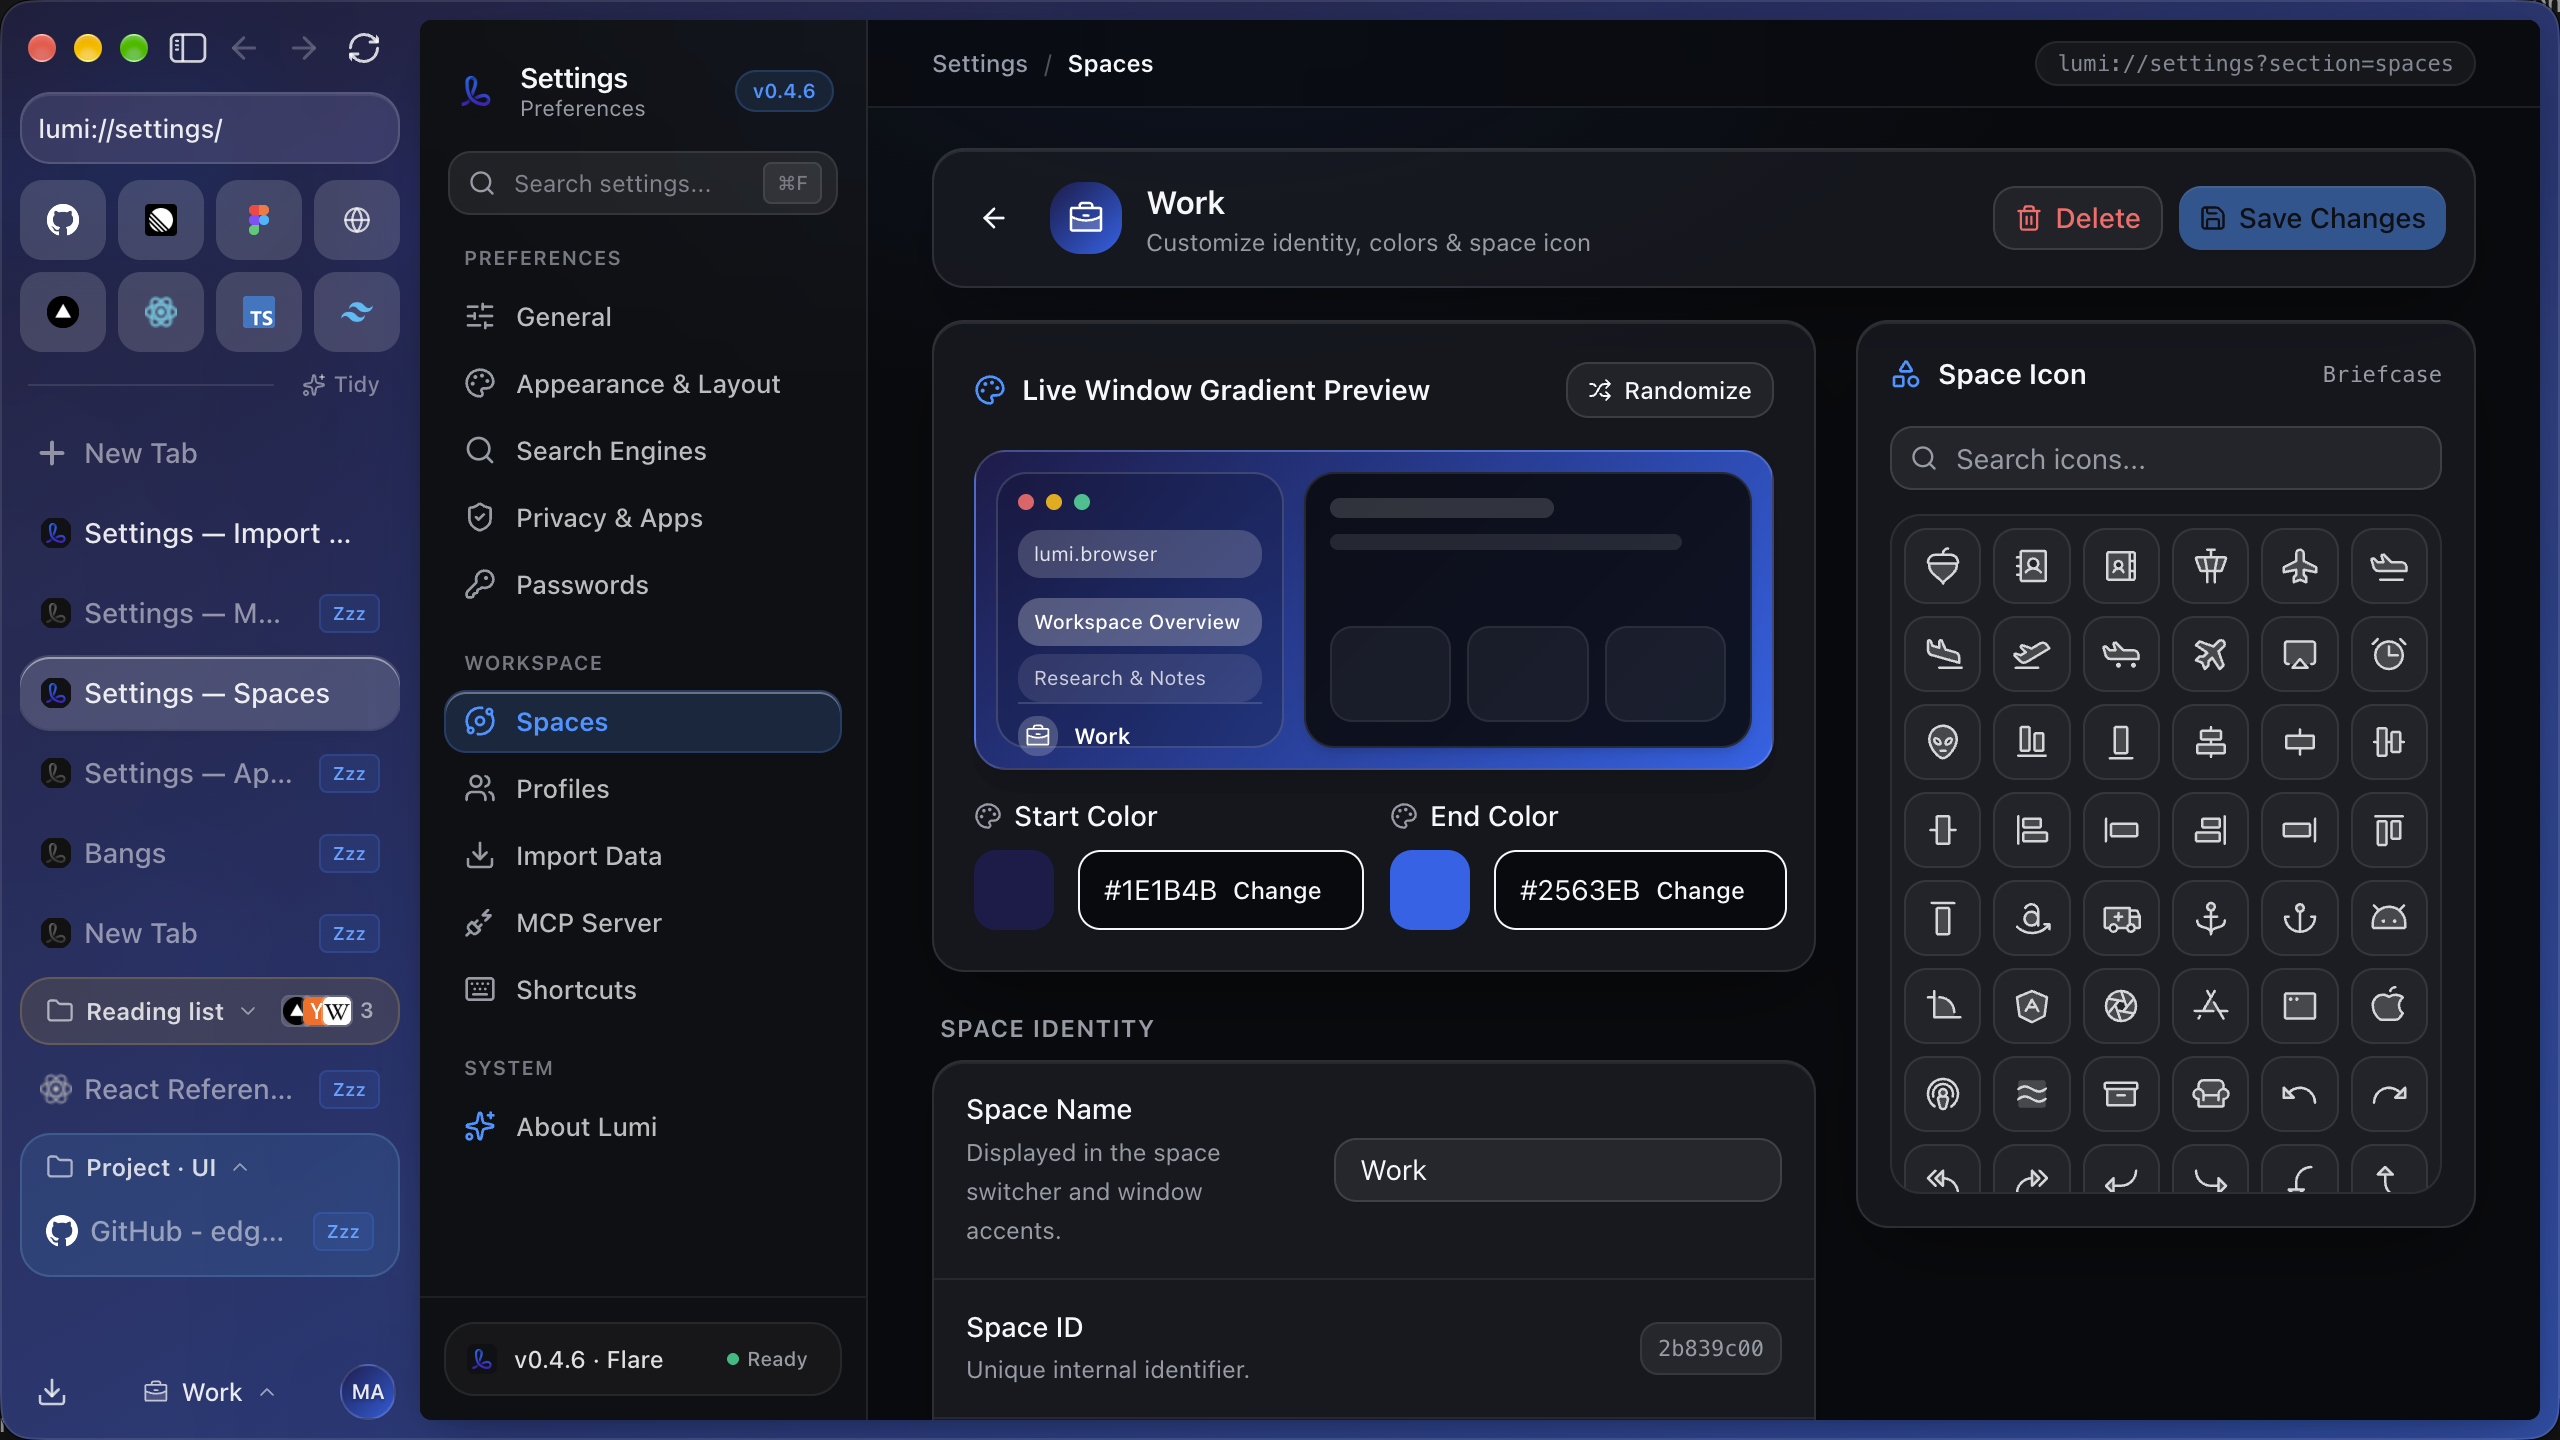 lumi://settings/
TS
Tidy
New Tab
Settings — Import ...
Settings — M...
Zzz
Settings — Spaces
Settings — Ap...
Zzz
Bangs
Zzz
New Tab
Zzz
Reading list
Y
W
3
React Referen...
Zzz
Project · UI
GitHub - edg...
Zzz
Work
MA
Settings
Preferences
v0.4.6
Search settings...
⌘F
PREFERENCES
General
Appearance & Layout
Search Engines
Privacy & Apps
Passwords
WORKSPACE
Spaces
Profiles
Import Data
MCP Server
Shortcuts
SYSTEM
About Lumi
v0.4.6 · Flare
Ready
Settings / Spaces
lumi://settings?section=spaces
Work
Customize identity, colors & space icon
Delete
Save Changes
Live Window Gradient Preview
Randomize
lumi.browser
Workspace Overview
Research & Notes
Work
Start Color
#1E1B4B Change
End Color
#2563EB Change
SPACE IDENTITY
Space Name
Displayed in the space
switcher and window
accents.
Work
Space ID
Unique internal identifier.
2b839c00
Space Icon
Briefcase
Search icons...